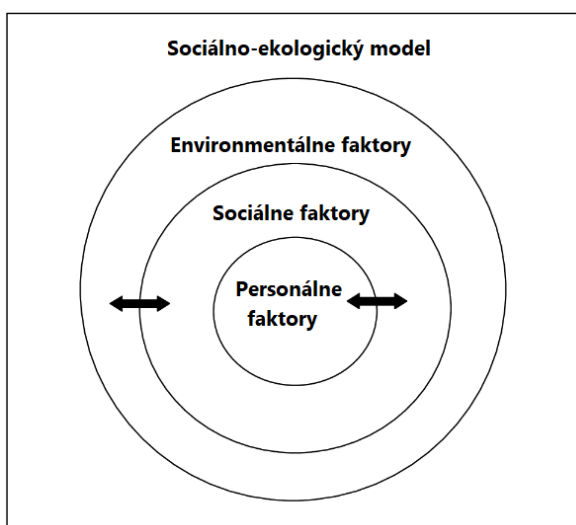 Sociálno-ekologický model
Environmentálne faktory
Sociálne faktory
Personálne
faktory